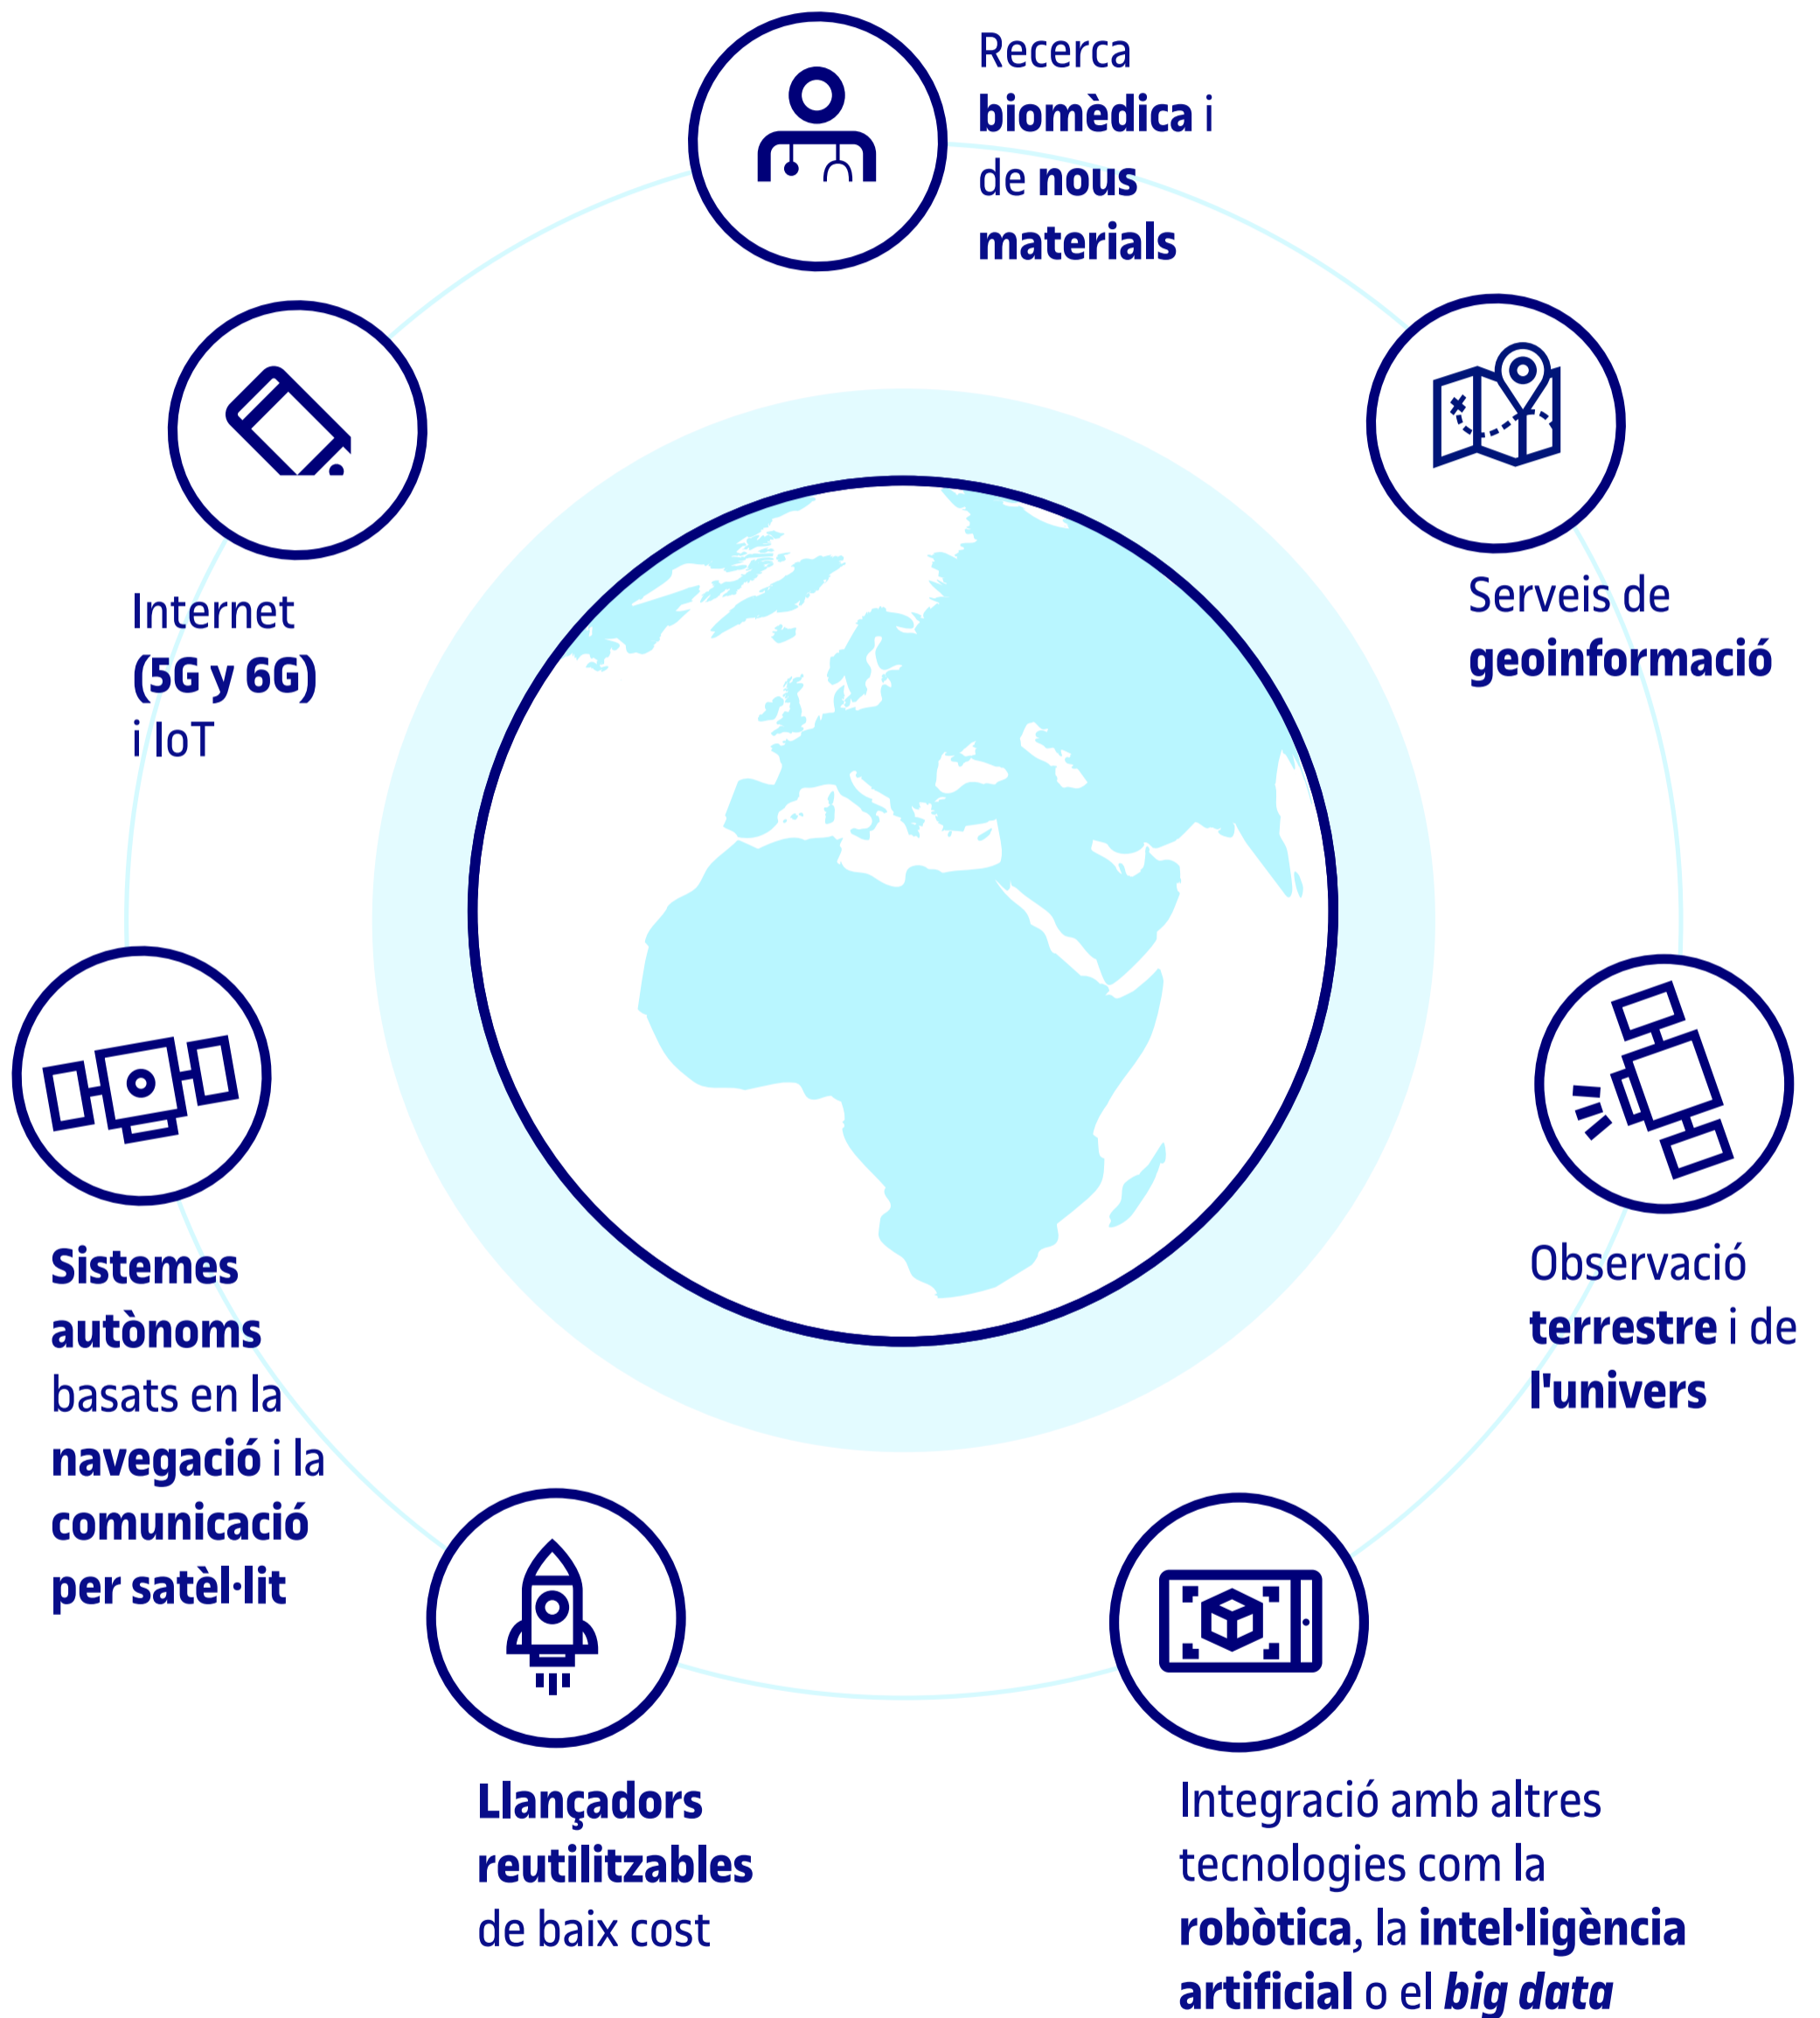 Recerca
biomèdica i
de nous
materials
Serveis de
geoinformació
Internet
(5G y 6G)
i IoT
Observació
terrestre i de
l'univers
Sistemes
autònoms
basats en la
navegació i la
comunicació
per satèl·lit
Llançadors
reutilitzables
de baix cost
Integració amb altres
tecnologies com la
robòtica, la intel·ligència
artificial o el big data